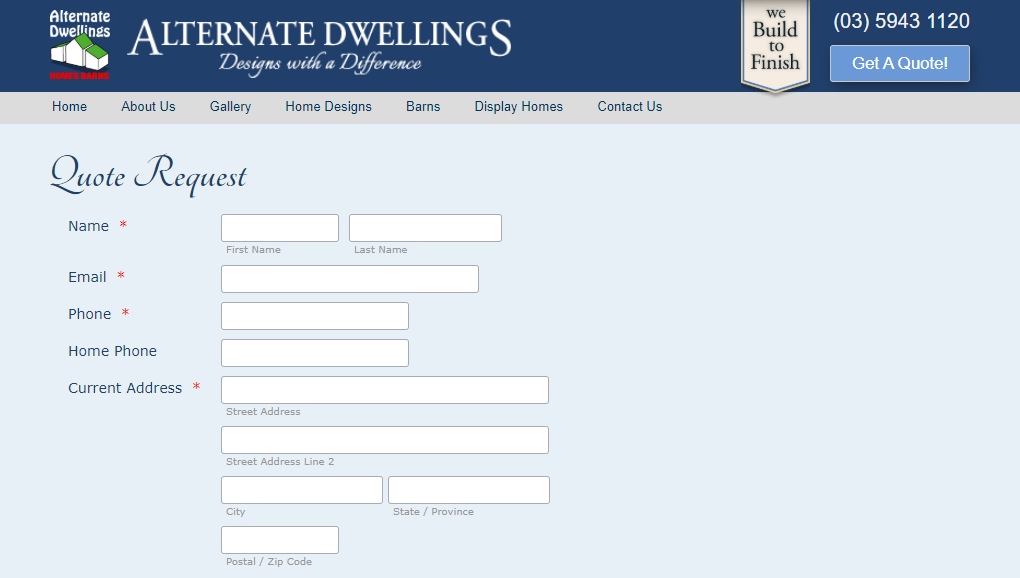 Alternate
Dwellings
HOMES BARNS
ALTERNATE DWELLINGS
Designs with a Difference
we
Build
to
Finish
(03) 5943 1120
Get A Quote!
Home About Us Gallery Home Designs Barns Display Homes Contact Us
Quote Request
Name *
First Name Last Name
Email *
Phone *
Home Phone
Current Address *
Street Address
Street Address Line 2
City State / Province
Postal / Zip Code